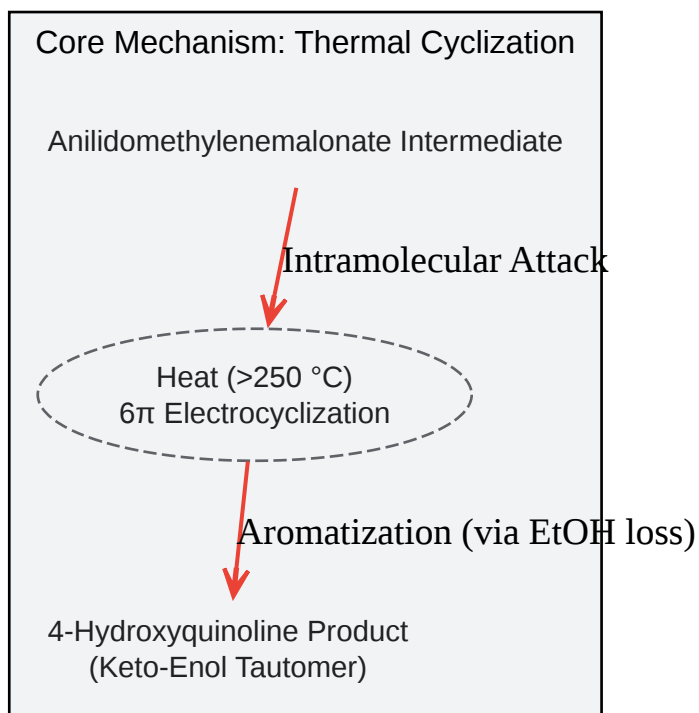 Core Mechanism: Thermal Cyclization
Anilidomethylenemalonate Intermediate
Intramolecular Attack
Heat (>250 °C)
6π Electrocyclization
Aromatization (via EtOH loss)
4-Hydroxyquinoline Product
(Keto-Enol Tautomer)